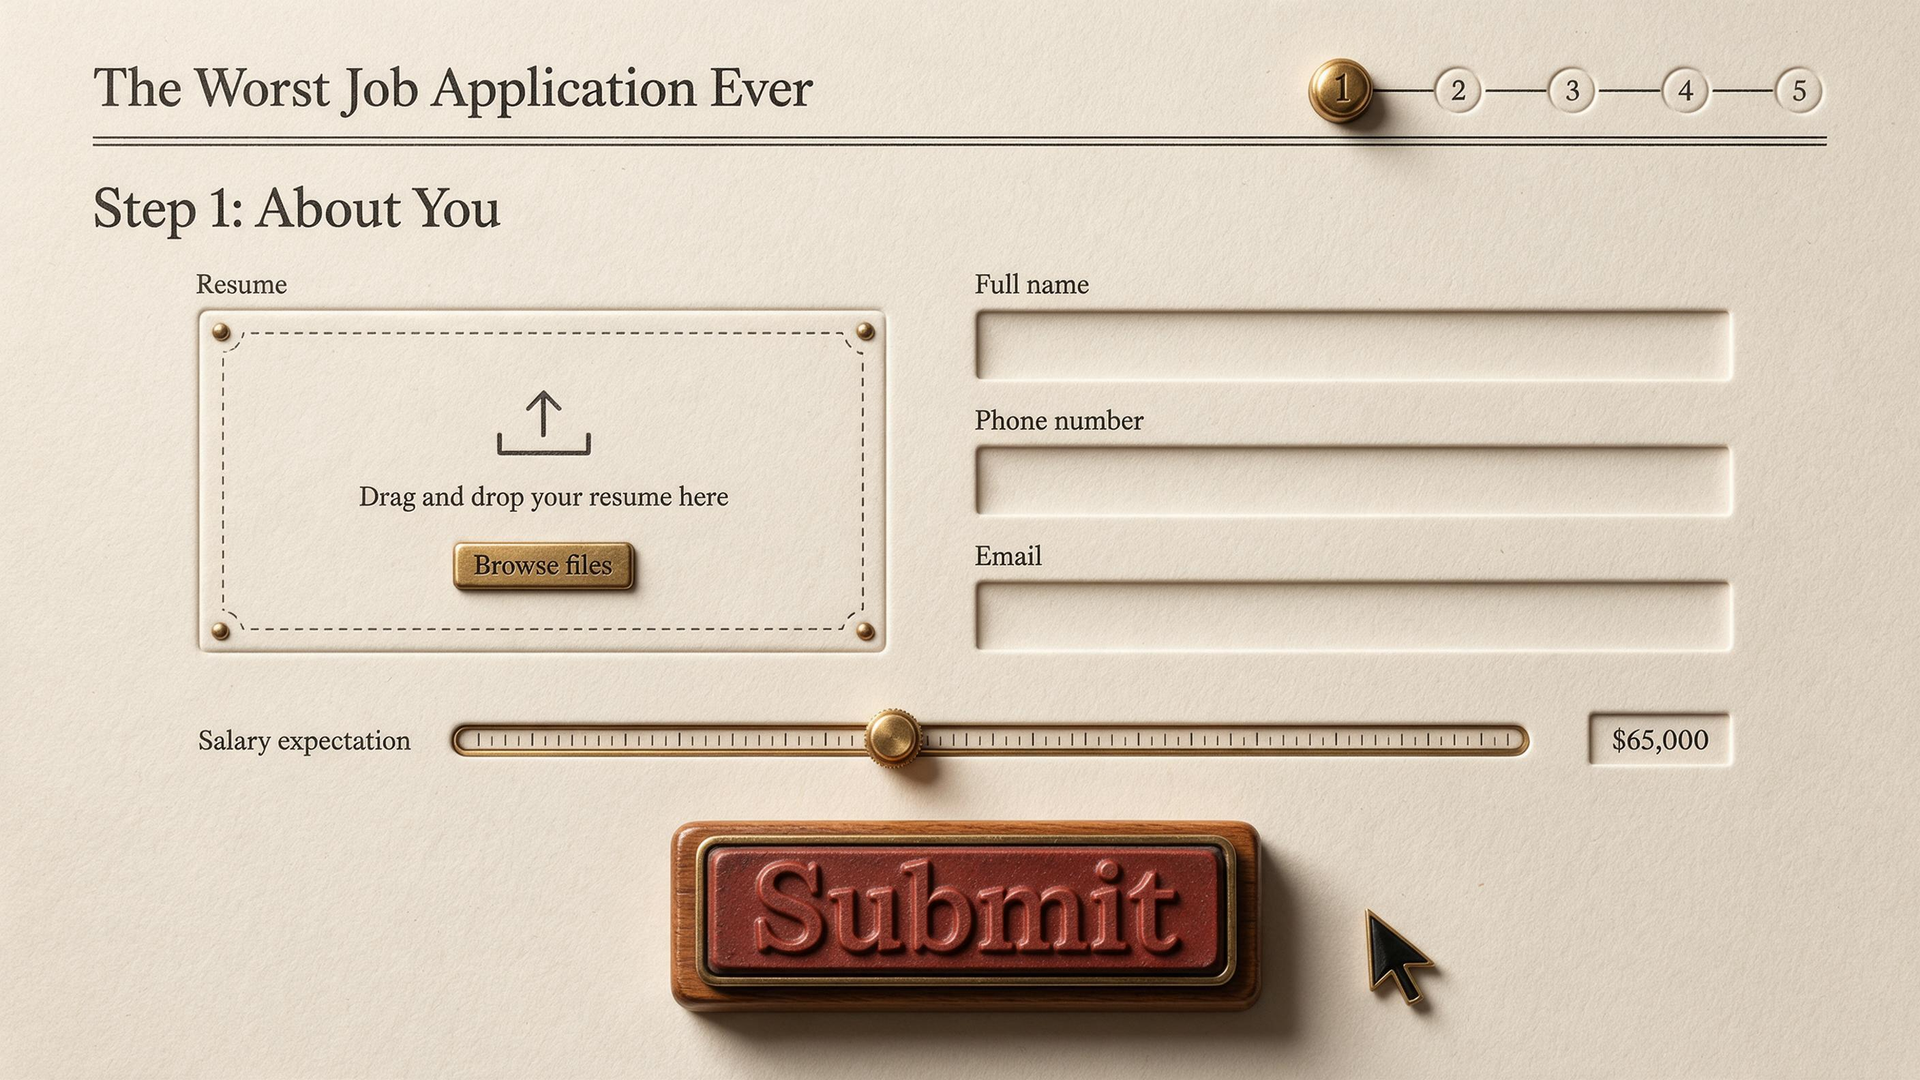 The Worst Job Application Ever
1 2 3 4 5
Step 1: About You
Resume
Drag and drop your resume here
Browse files
Full name
Phone number
Email
Salary expectation
$65,000
Submit